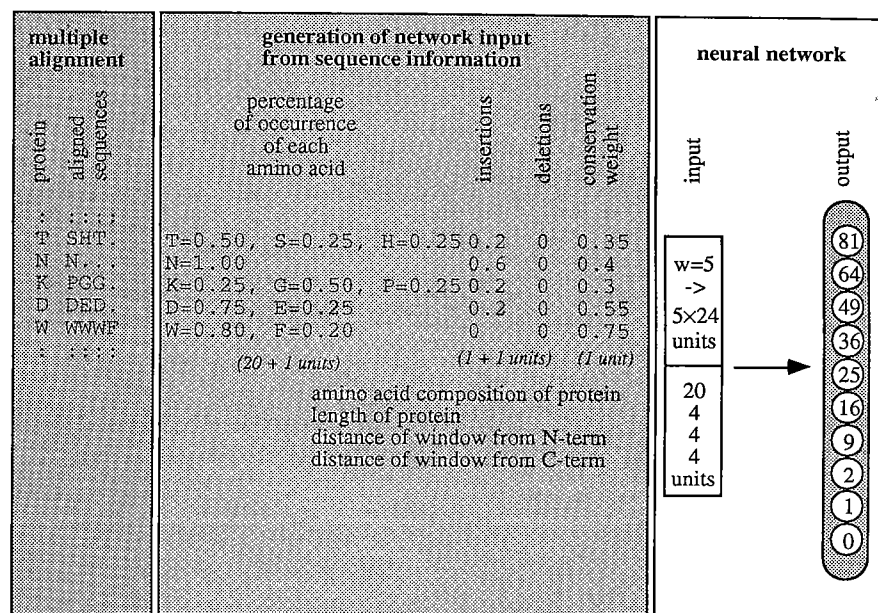 multiple
alignment
protein
aligned
sequences
: ::::
T SHT.
N N...
K PGG.
D DED.
W WWWF
: ::::
generation of network input
from sequence information
percentage
of occurrence
of each
amino acid
insertions
deletions
conservation
weight
T=0.50, S=0.25, H=0.25 0.2 0 0.35
N=1.00 0.6 0 0.4
K=0.25, G=0.50, P=0.25 0.2 0 0.3
D=0.75, E=0.25 0.2 0 0.55
W=0.80, F=0.20 0 0 0.75
(20 + 1 units) (1 + 1 units) (1 unit)
amino acid composition of protein
length of protein
distance of window from N-term
distance of window from C-term
neural network
input
output
w=5
->
5×24
units
20
4
4
4
units
81
64
49
36
25
16
9
2
1
0